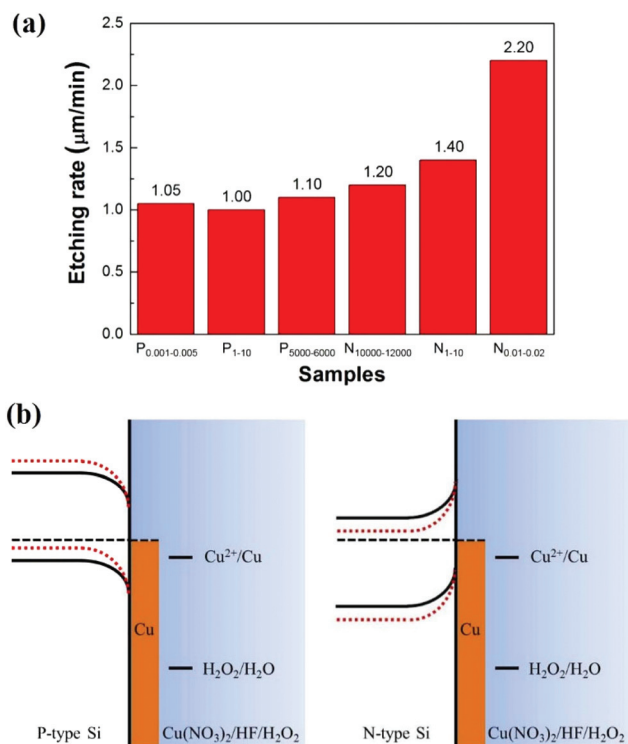 (a)
Etching rate (μm/min)
2.5
2.0
1.5
1.0
0.5
0.0
1.05
1.00
1.10
1.20
1.40
2.20
P0.001-0.005 P1-10 P5000-6000 N10000-12000 N1-10 N0.01-0.02
Samples
(b)
Cu2+/Cu
Cu
H2O2/H2O
P-type Si Cu(NO3)2/HF/H2O2
Cu2+/Cu
Cu
H2O2/H2O
N-type Si Cu(NO3)2/HF/H2O2